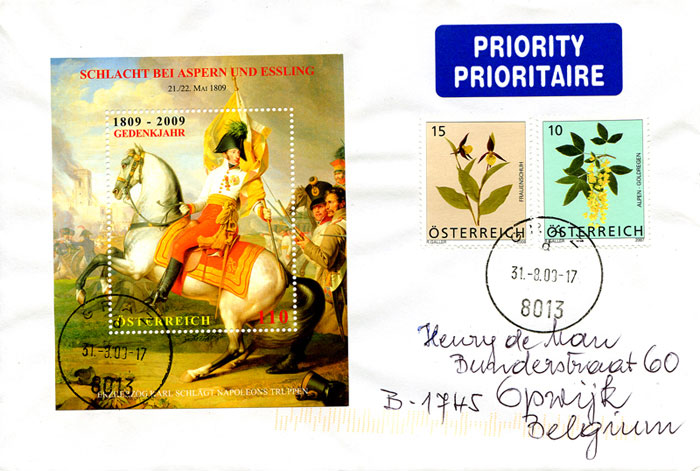 SCHLACHT BEI ASPERN UND ESSLING
21./22. MAI 1809
1809 - 2009
GEDENKJAHR
ÖSTERREICH
110
ERZHERZOG KARL SCHLÄGT NAPOLEONS TRUPPEN
31.-8.09-17
8013
PRIORITY
PRIORITAIRE
15
FRAUENSCHUH
ÖSTERREICH
10
ALPEN - GOLDREGEN
ÖSTERREICH
2007
31.-8.09-17
8013
Henry de Man
B-1745 Opwijk
Belgium